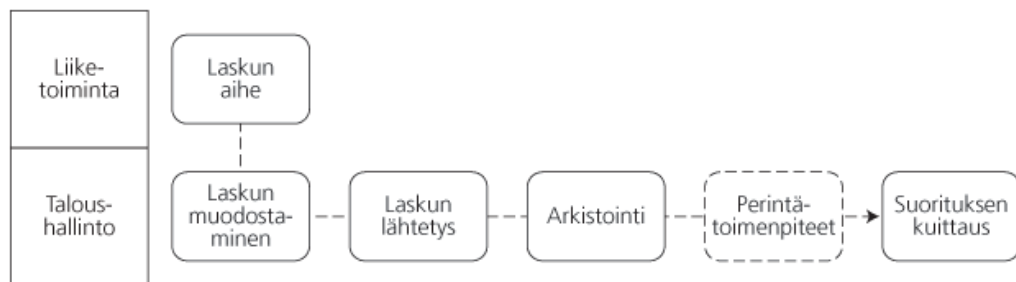 Liike-
toiminta
Laskun
aihe
Talous-
hallinto
Laskun
muodosta-
minen
Laskun
lähtetys
Arkistointi
Perintä-
toimenpiteet
Suorituksen
kuittaus